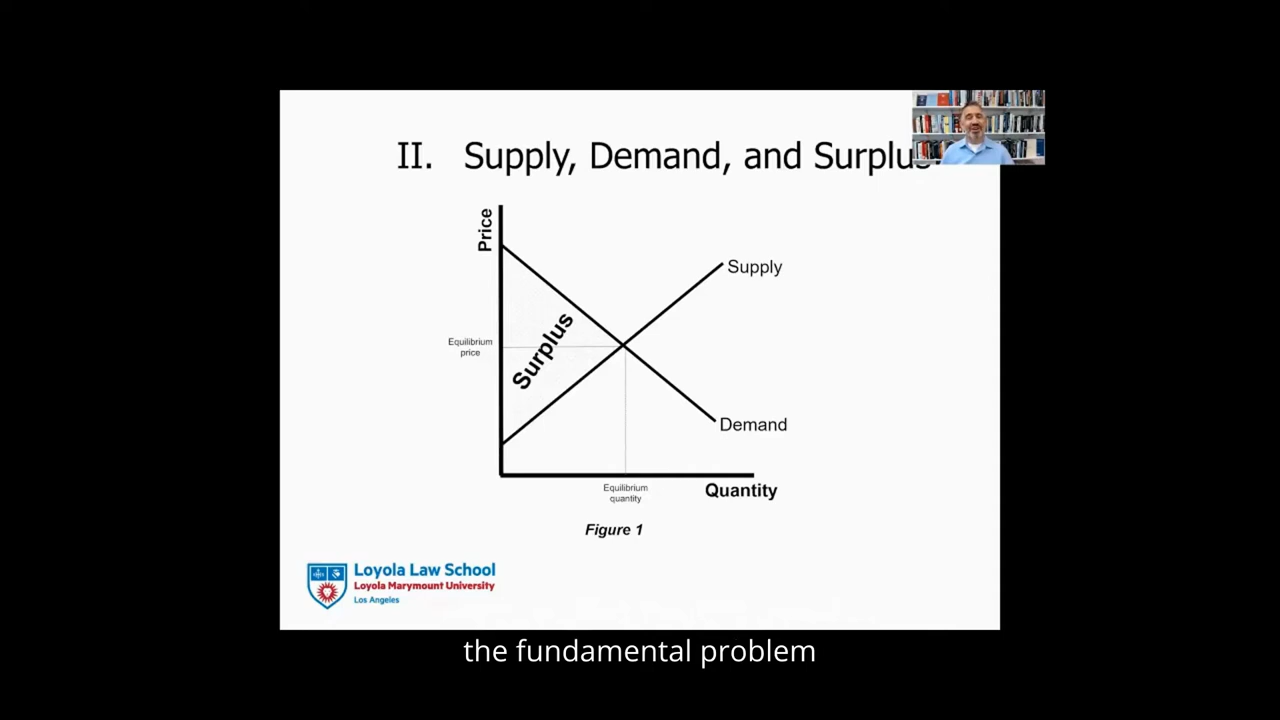 II. Supply, Demand, and Surplus
Price
Supply
Surplus
Equilibrium
price
Demand
Equilibrium
quantity
Quantity
Figure 1
Loyola Law School
Loyola Marymount University
Los Angeles
the fundamental problem